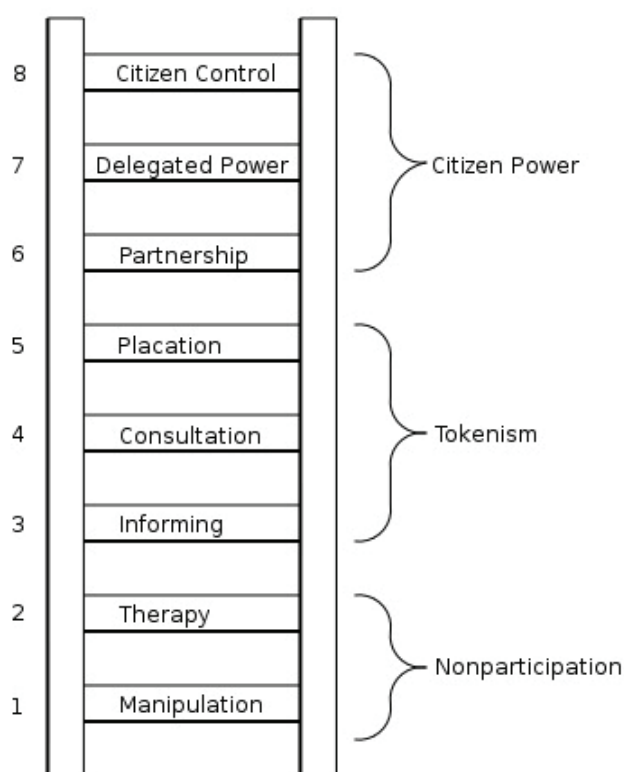 8 Citizen Control
7 Delegated Power Citizen Power
6 Partnership
5 Placation
4 Consultation Tokenism
3 Informing
2 Therapy
Nonparticipation
1 Manipulation